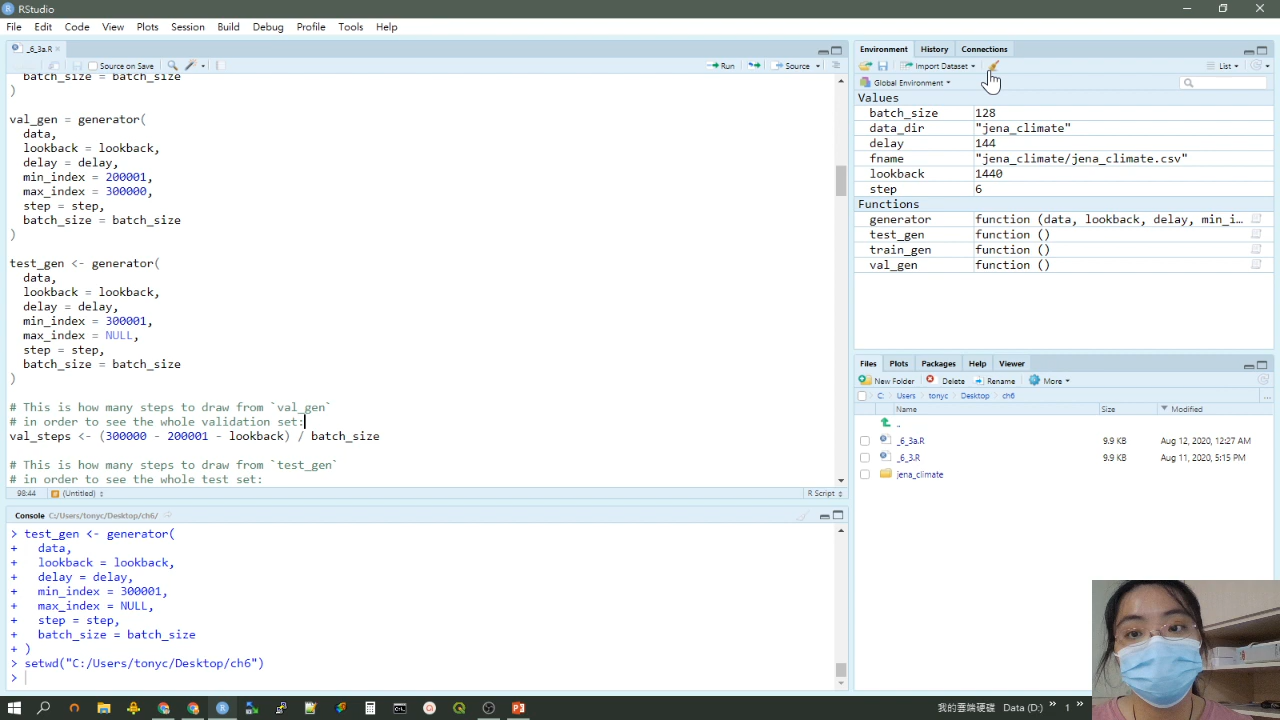 RStudio
File Edit Code View Plots Session Build Debug Profile Tools Help
_6_3a.R
Source on Save
Run
Source
batch_size = batch_size
)
val_gen = generator(
data,
lookback = lookback,
delay = delay,
min_index = 200001,
max_index = 300000,
step = step,
batch_size = batch_size
)
test_gen <- generator(
data,
lookback = lookback,
delay = delay,
min_index = 300001,
max_index = NULL,
step = step,
batch_size = batch_size
)
# This is how many steps to draw from `val_gen`
# in order to see the whole validation set:
val_steps <- (300000 - 200001 - lookback) / batch_size
# This is how many steps to draw from `test_gen`
# in order to see the whole test set:
98:44 (Untitled) R Script
Console C:/Users/tonyc/Desktop/ch6/
> test_gen <- generator(
+ data,
+ lookback = lookback,
+ delay = delay,
+ min_index = 300001,
+ max_index = NULL,
+ step = step,
+ batch_size = batch_size
+ )
> setwd("C:/Users/tonyc/Desktop/ch6")
>
Environment History Connections
Import Dataset List
Global Environment
Values
batch_size 128
data_dir "jena_climate"
delay 144
fname "jena_climate/jena_climate.csv"
lookback 1440
step 6
Functions
generator function (data, lookback, delay, min_i…
test_gen function ()
train_gen function ()
val_gen function ()
Files Plots Packages Help Viewer
New Folder Delete Rename More
C: Users tonyc Desktop ch6 ...
Name Size Modified
..
_6_3a.R 9.9 KB Aug 12, 2020, 12:27 AM
_6_3.R 9.9 KB Aug 11, 2020, 5:15 PM
jena_climate
我的雲端硬碟 Data (D:) » 1 »